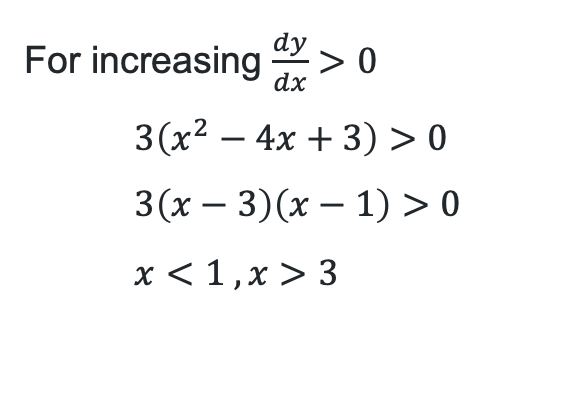 For increasing dy/dx > 0
3(x² − 4x + 3) > 0
3(x − 3)(x − 1) > 0
x < 1 , x > 3